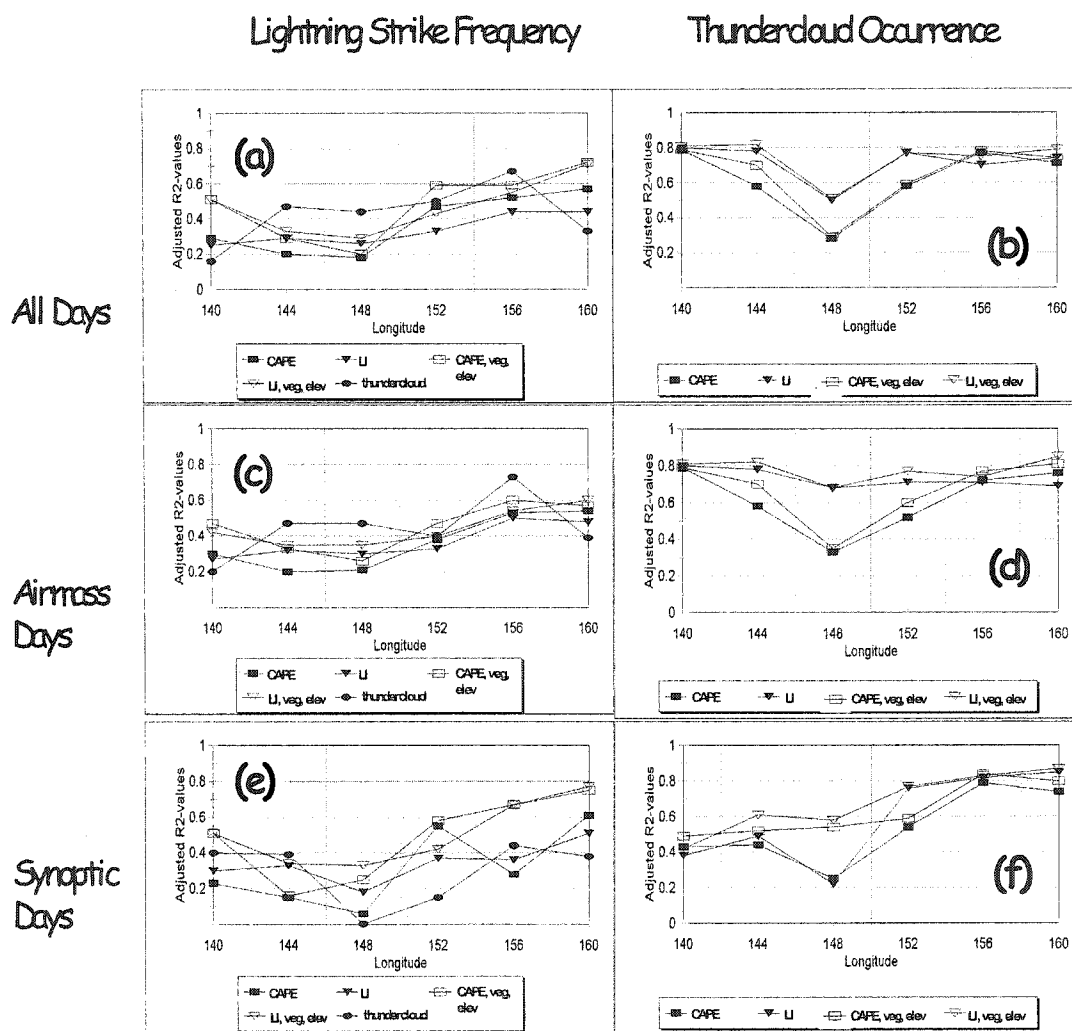 Lightning Strike Frequency
Thundercloud Occurrence
All Days
Adjusted R2-values
1
0.8
0.6
0.4
0.2
0
(a)
140 144 148 152 156 160
Longitude
CAPE LI CAPE, veg, elev
LI, veg, elev thundercloud
Adjusted R2-values
1
0.8
0.6
0.4
0.2
(b)
140 144 148 152 156 160
Longitude
CAPE LI CAPE, veg, elev LI, veg, elev
Airmass
Days
Adjusted R2-values
1
0.8
0.6
0.4
0.2
0
(c)
140 144 148 152 156 160
Longitude
CAPE LI CAPE, veg, elev
LI, veg, elev thundercloud
Adjusted R2-values
1
0.8
0.6
0.4
0.2
0
(d)
140 144 148 152 156 160
Longitude
CAPE LI CAPE, veg, elev LI, veg, elev
Synoptic
Days
Adjusted R2-values
1
0.8
0.6
0.4
0.2
(e)
140 144 148 152 156 160
Longitude
CAPE LI CAPE, veg, elev
LI, veg, elev thundercloud
Adjusted R2-values
1
0.8
0.6
0.4
0.2
0
(f)
140 144 148 152 156 160
Longitude
CAPE LI CAPE, veg, elev LI, veg, elev